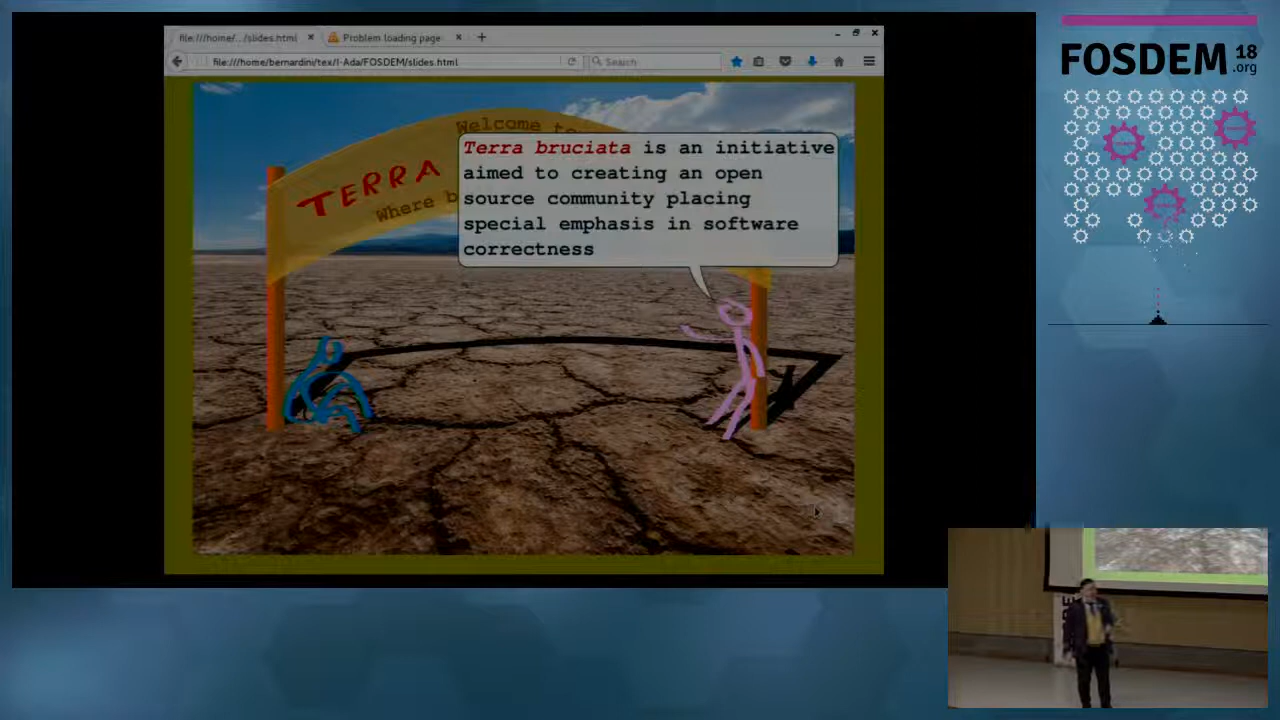 file:///home/.../slides.html
Problem loading page
file:///home/bernardini/tex/I-Ada/FOSDEM/slides.html
Search
Welcome to
TERRA
Where b
Terra bruciata is an initiative
aimed to creating an open
source community placing
special emphasis in software
correctness
FOSDEM 18
.org